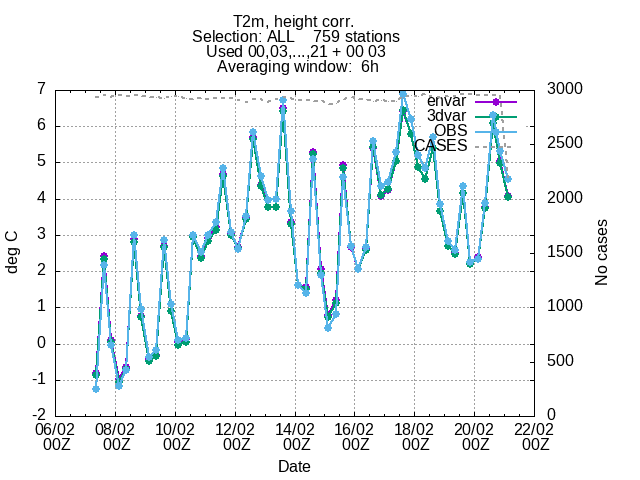 T2m, height corr.
Selection: ALL 759 stations
Used 00,03,...,21 + 00 03
Averaging window: 6h
7
6
5
4
3
2
1
0
-1
-2
deg C
3000
2500
2000
1500
1000
500
0
No cases
envar
3dvar
OBS
CASES
06/02 08/02 10/02 12/02 14/02 16/02 18/02 20/02 22/02
00Z 00Z 00Z 00Z 00Z 00Z 00Z 00Z 00Z
Date